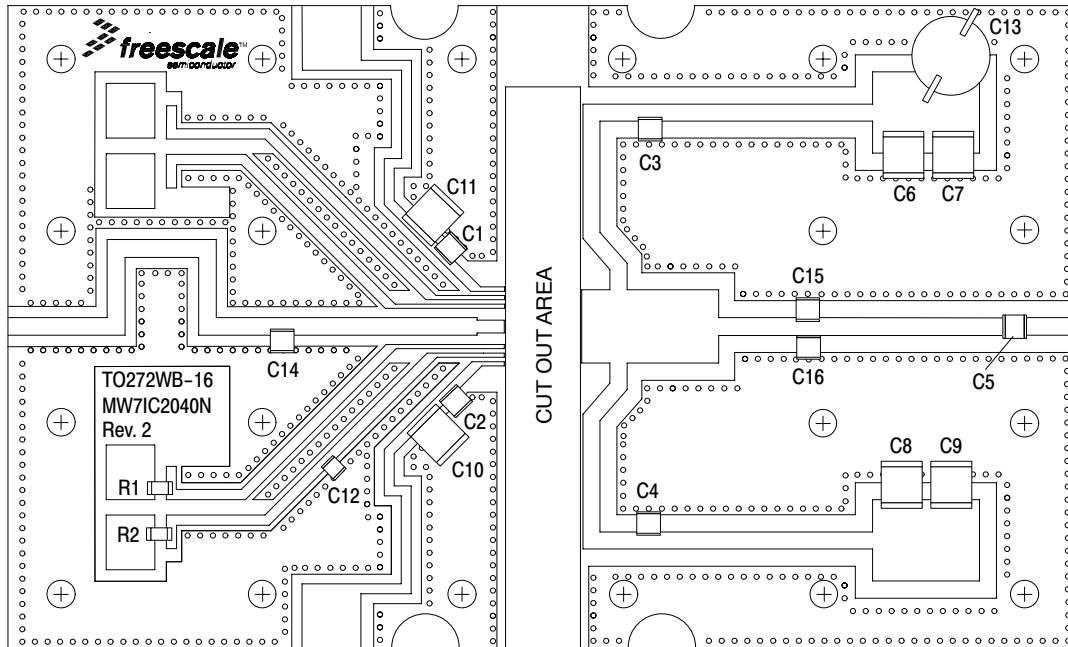 freescale™
semiconductor
C13
C3
C6
C7
C11
C1
CUT OUT AREA
C15
C14
C16
C5
TO272WB-16
MW7IC2040N
Rev. 2
C2
C10
C8
C9
R1
C12
C4
R2